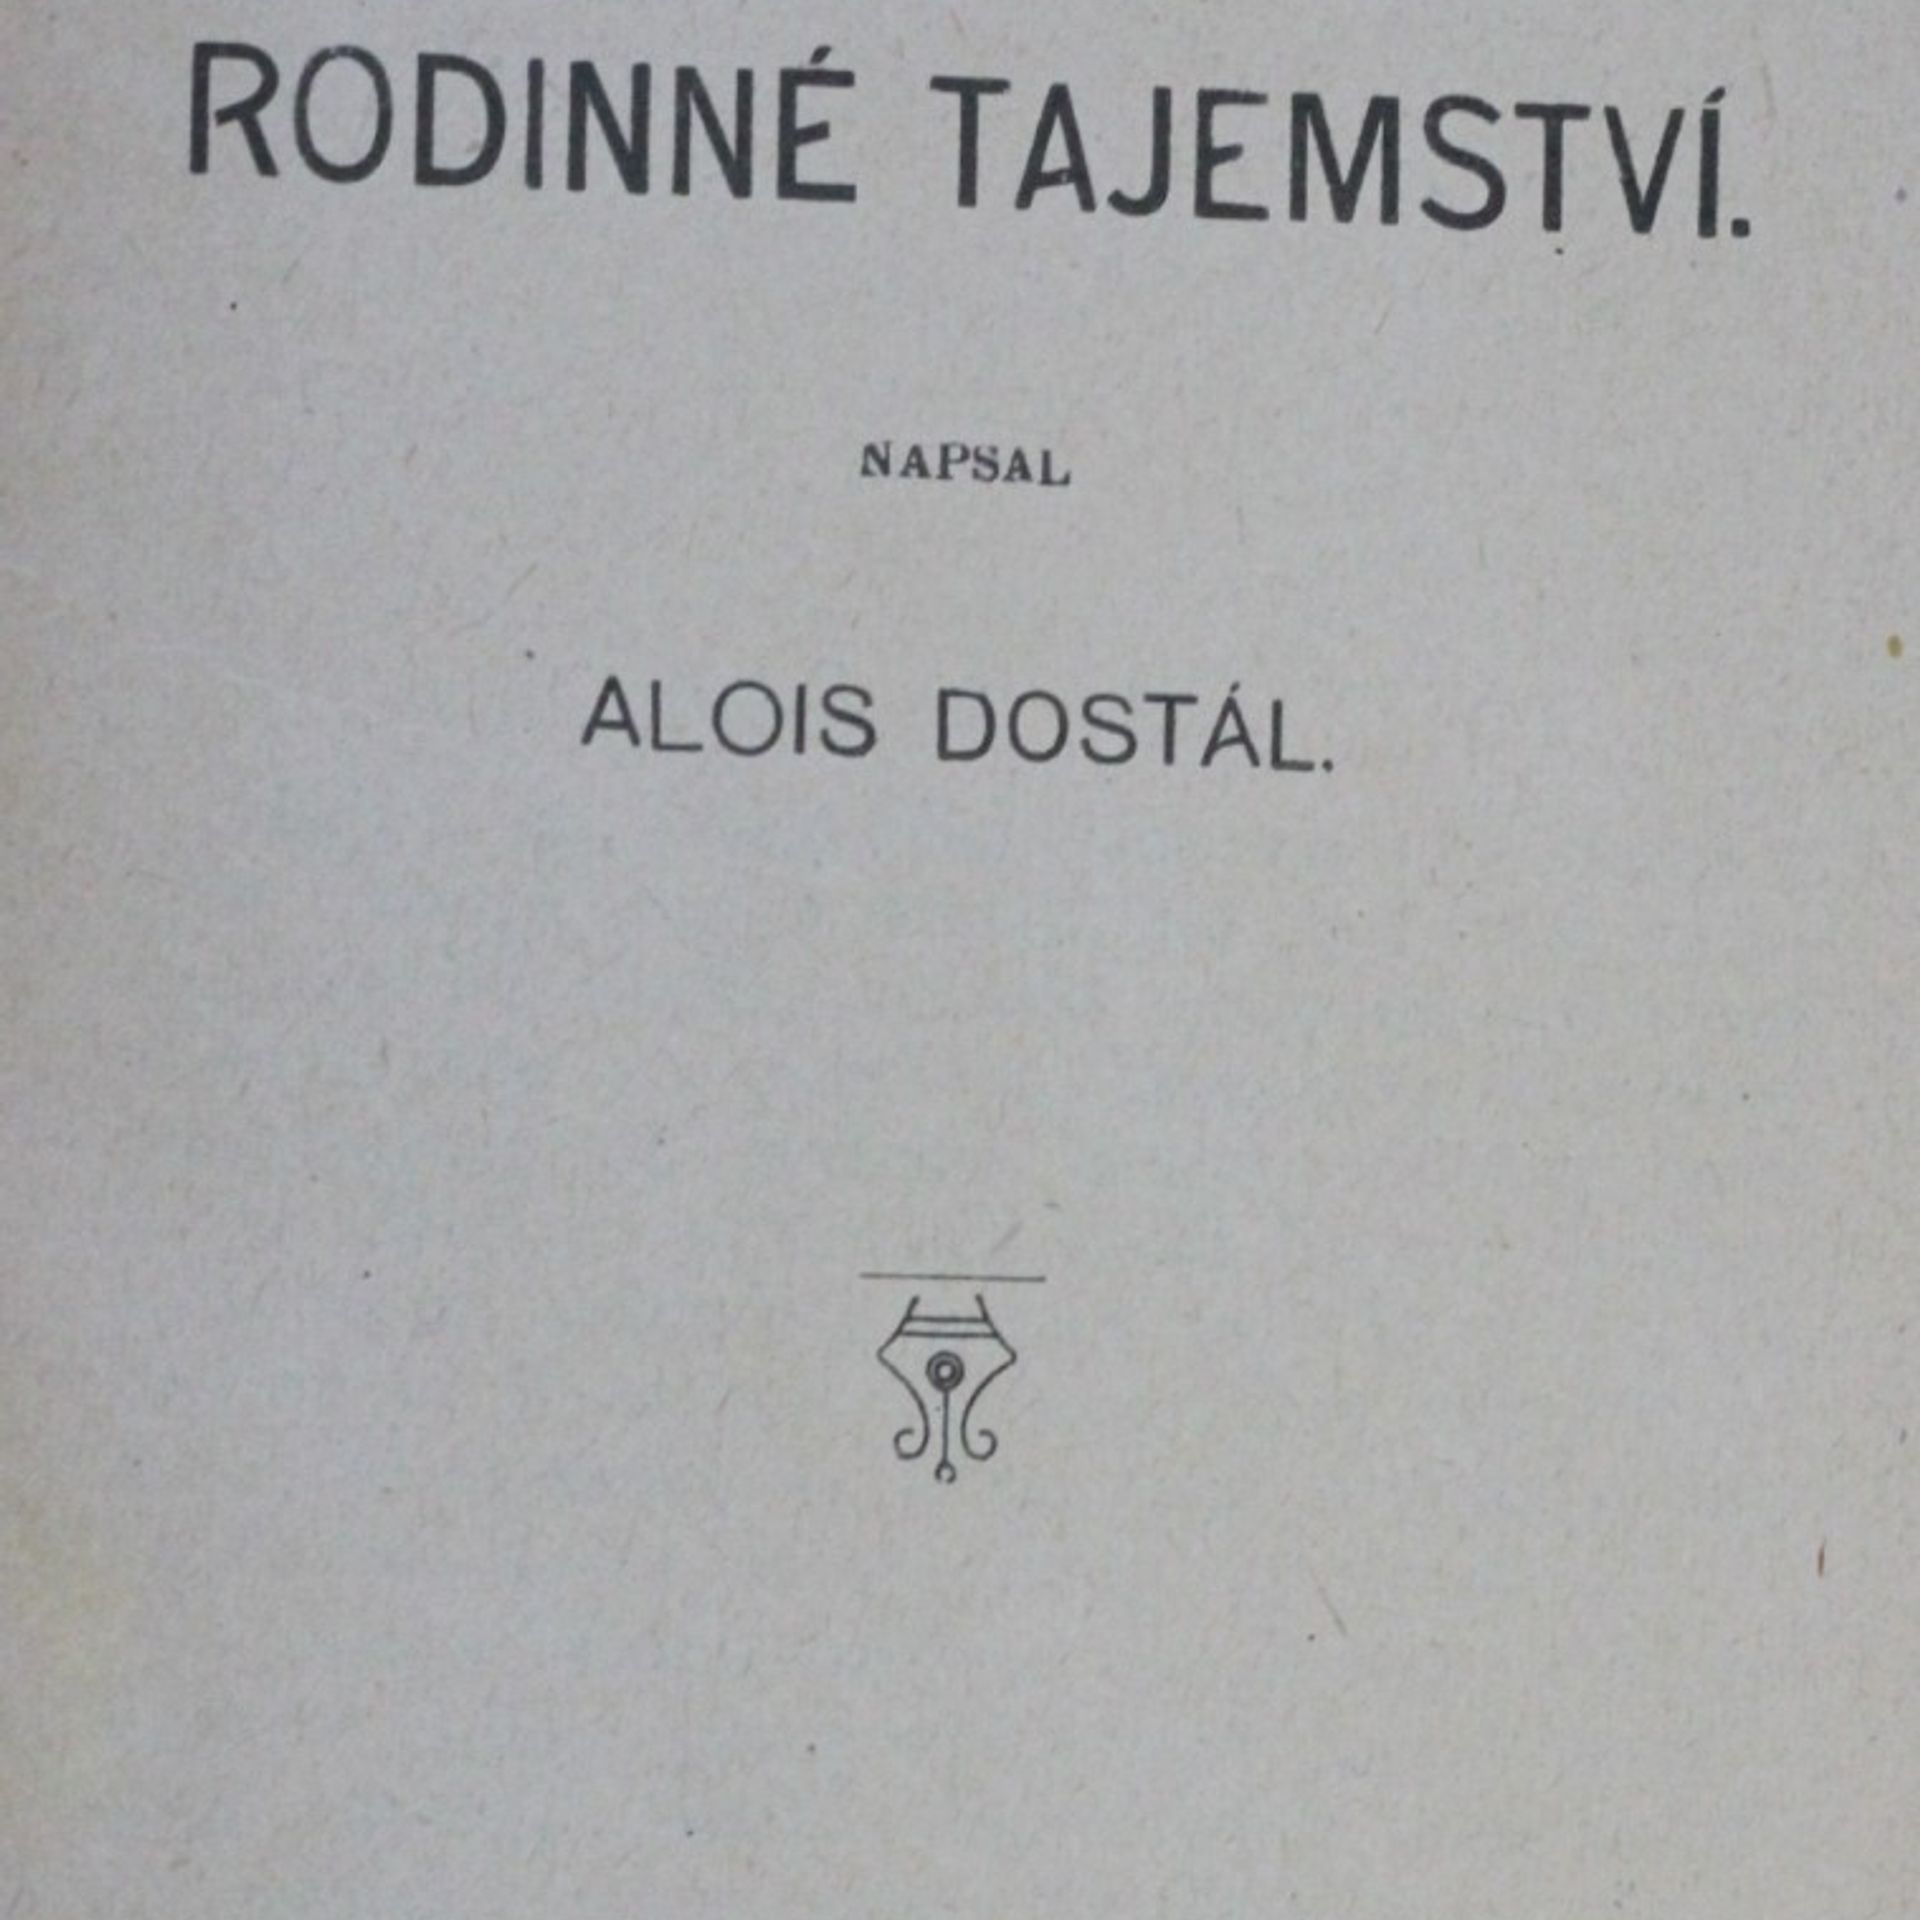 RODINNÉ TAJEMSTVÍ.
NAPSAL
ALOIS DOSTÁL.